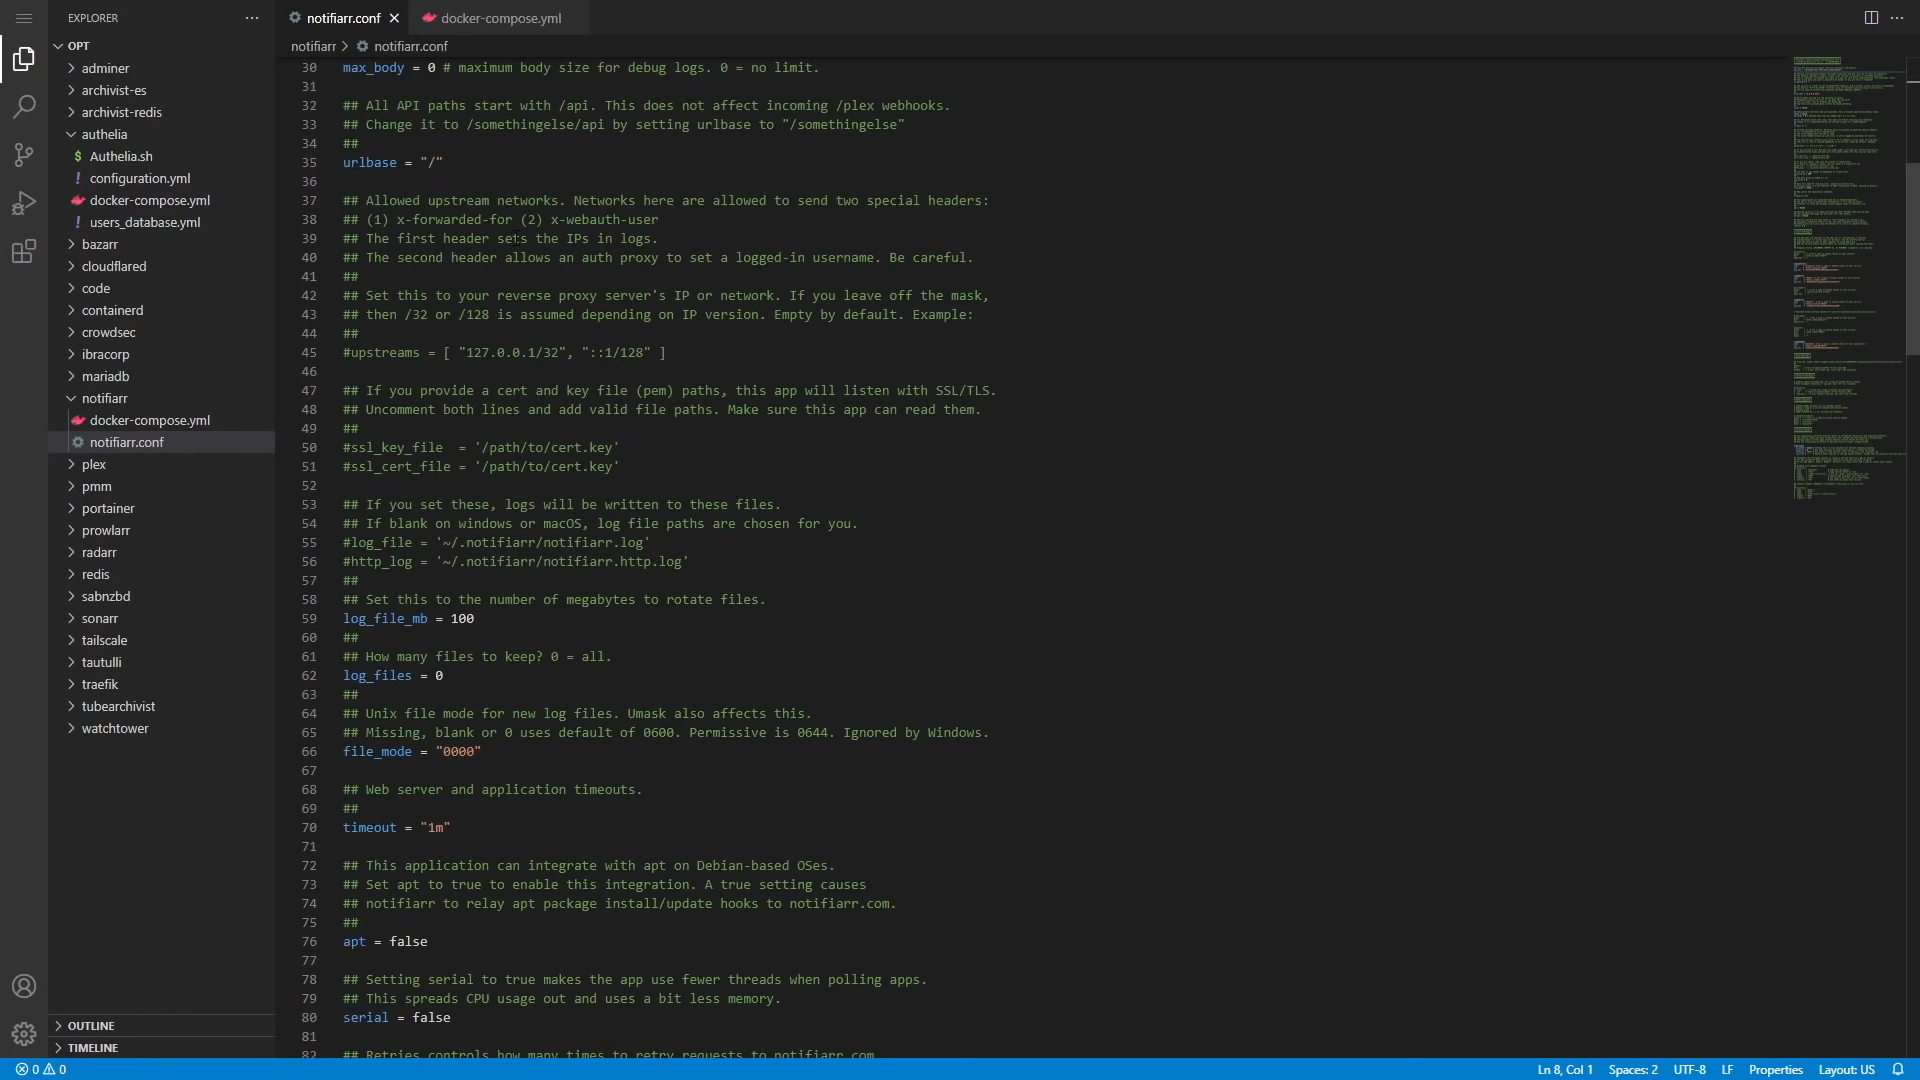 EXPLORER
notifiarr.conf
docker-compose.yml
OPT
notifiarr > notifiarr.conf
adminer
archivist-es
archivist-redis
authelia
$ Authelia.sh
! configuration.yml
docker-compose.yml
! users_database.yml
bazarr
cloudflared
code
containerd
crowdsec
ibracorp
mariadb
notifiarr
docker-compose.yml
notifiarr.conf
plex
pmm
portainer
prowlarr
radarr
redis
sabnzbd
sonarr
tailscale
tautulli
traefik
tubearchivist
watchtower
OUTLINE
TIMELINE
30 max_body = 0 # maximum body size for debug logs. 0 = no limit.
31
32 ## All API paths start with /api. This does not affect incoming /plex webhooks.
33 ## Change it to /somethingelse/api by setting urlbase to "/somethingelse"
34 ##
35 urlbase = "/"
36
37 ## Allowed upstream networks. Networks here are allowed to send two special headers:
38 ## (1) x-forwarded-for (2) x-webauth-user
39 ## The first header sets the IPs in logs.
40 ## The second header allows an auth proxy to set a logged-in username. Be careful.
41 ##
42 ## Set this to your reverse proxy server's IP or network. If you leave off the mask,
43 ## then /32 or /128 is assumed depending on IP version. Empty by default. Example:
44 ##
45 #upstreams = [ "127.0.0.1/32", "::1/128" ]
46
47 ## If you provide a cert and key file (pem) paths, this app will listen with SSL/TLS.
48 ## Uncomment both lines and add valid file paths. Make sure this app can read them.
49 ##
50 #ssl_key_file  = '/path/to/cert.key'
51 #ssl_cert_file = '/path/to/cert.key'
52
53 ## If you set these, logs will be written to these files.
54 ## If blank on windows or macOS, log file paths are chosen for you.
55 #log_file = '~/.notifiarr/notifiarr.log'
56 #http_log = '~/.notifiarr/notifiarr.http.log'
57 ##
58 ## Set this to the number of megabytes to rotate files.
59 log_file_mb = 100
60 ##
61 ## How many files to keep? 0 = all.
62 log_files = 0
63 ##
64 ## Unix file mode for new log files. Umask also affects this.
65 ## Missing, blank or 0 uses default of 0600. Permissive is 0644. Ignored by Windows.
66 file_mode = "0000"
67
68 ## Web server and application timeouts.
69 ##
70 timeout = "1m"
71
72 ## This application can integrate with apt on Debian-based OSes.
73 ## Set apt to true to enable this integration. A true setting causes
74 ## notifiarr to relay apt package install/update hooks to notifiarr.com.
75 ##
76 apt = false
77
78 ## Setting serial to true makes the app use fewer threads when polling apps.
79 ## This spreads CPU usage out and uses a bit less memory.
80 serial = false
81
82 ## Retries controls how many times to retry requests to notifiarr.com
0 0
Ln 8, Col 1
Spaces: 2
UTF-8
LF
Properties
Layout: US